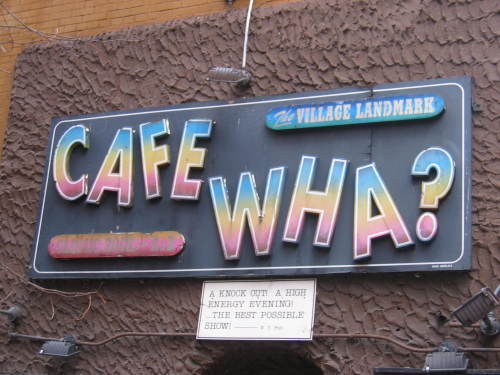 The VILLAGE LANDMARK
CAFE
WHA?
A KNOCK OUT! A HIGH
ENERGY EVENING!
THE BEST POSSIBLE
SHOW!